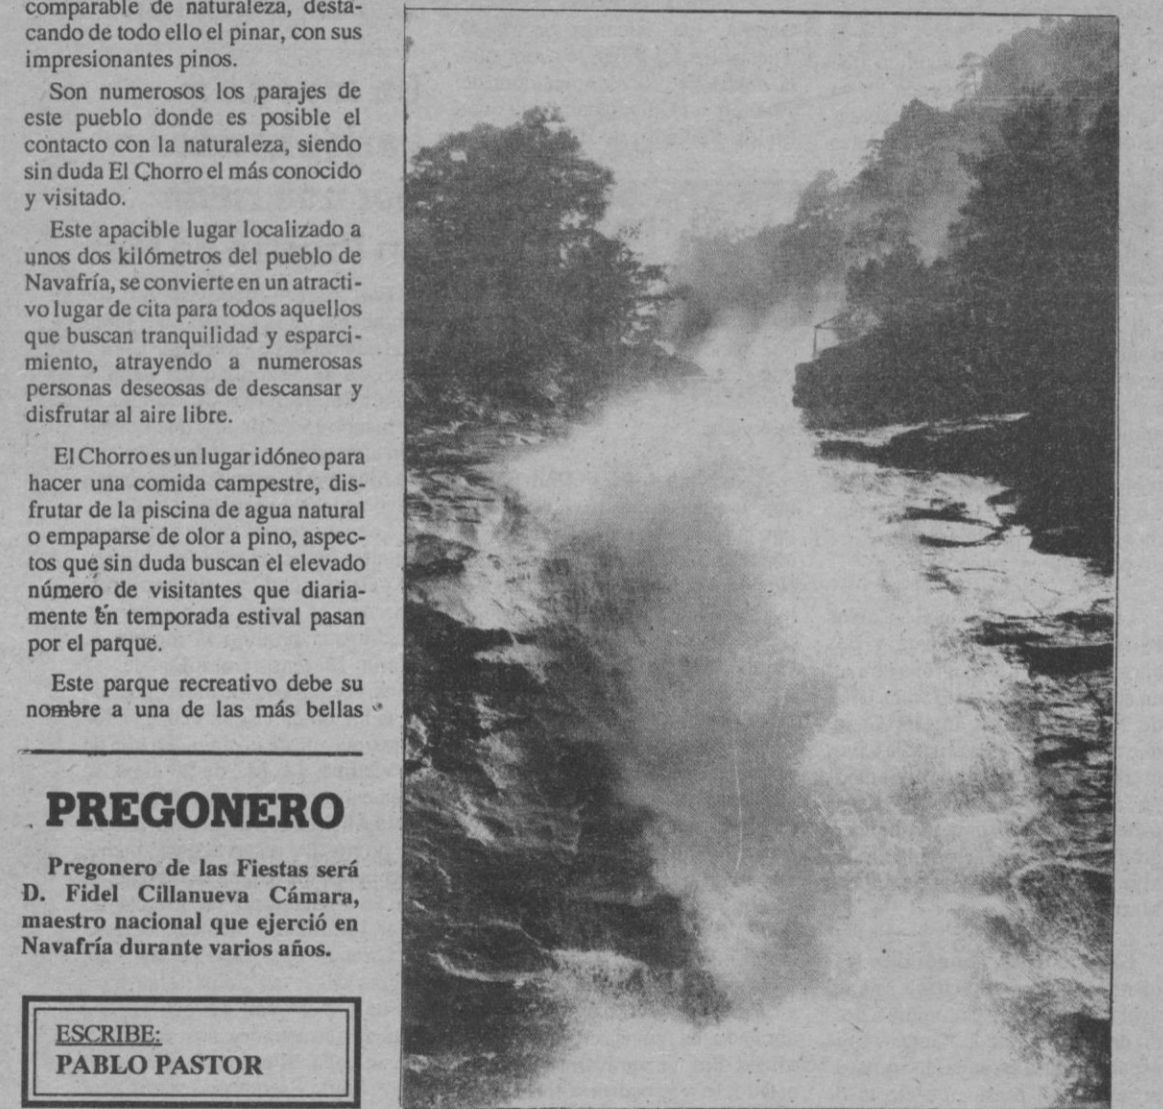 comparable de naturaleza, desta-
cando de todo ello el pinar, con sus
impresionantes pinos.
Son numerosos los parajes de
este pueblo donde es posible el
contacto con la naturaleza, siendo
sin duda El Chorro el más conocido
y visitado.
Este apacible lugar localizado a
unos dos kilómetros del pueblo de
Navafría, se convierte en un atracti-
vo lugar de cita para todos aquellos
que buscan tranquilidad y esparci-
miento, atrayendo a numerosas
personas deseosas de descansar y
disfrutar al aire libre.
El Chorro es un lugar idóneo para
hacer una comida campestre, dis-
frutar de la piscina de agua natural
o empaparse de olor a pino, aspec-
tos que sin duda buscan el elevado
número de visitantes que diaria-
mente en temporada estival pasan
por el parque.
Este parque recreativo debe su
nombre a una de las más bellas
PREGONERO
Pregonero de las Fiestas será
D. Fidel Cillanueva Cámara,
maestro nacional que ejerció en
Navafría durante varios años.
ESCRIBE:
PABLO PASTOR